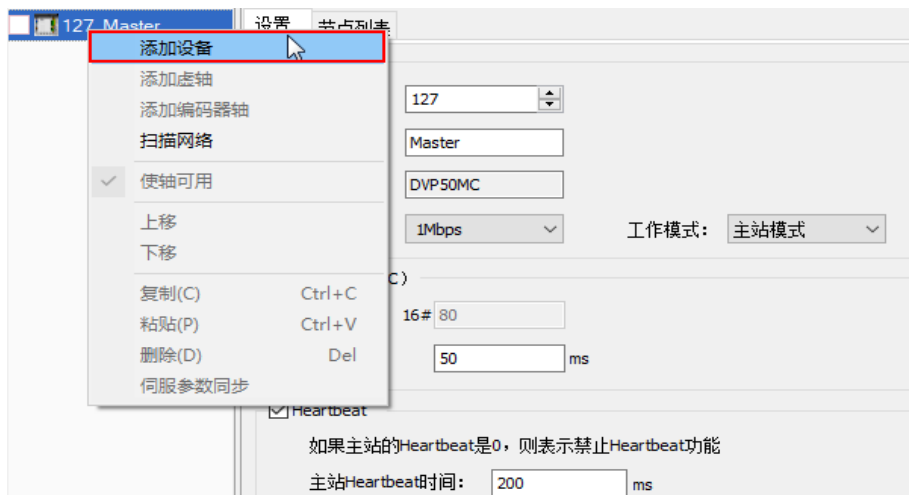 127_Master
设置
节点列表
添加设备
添加虚轴
添加编码器轴
扫描网络
使轴可用
上移
下移
复制(C) Ctrl+C
粘贴(P) Ctrl+V
删除(D) Del
伺服参数同步
127
Master
DVP50MC
1Mbps 工作模式： 主站模式
C)
16# 80
50 ms
Heartbeat
如果主站的Heartbeat是0，则表示禁止Heartbeat功能
主站Heartbeat时间： 200 ms